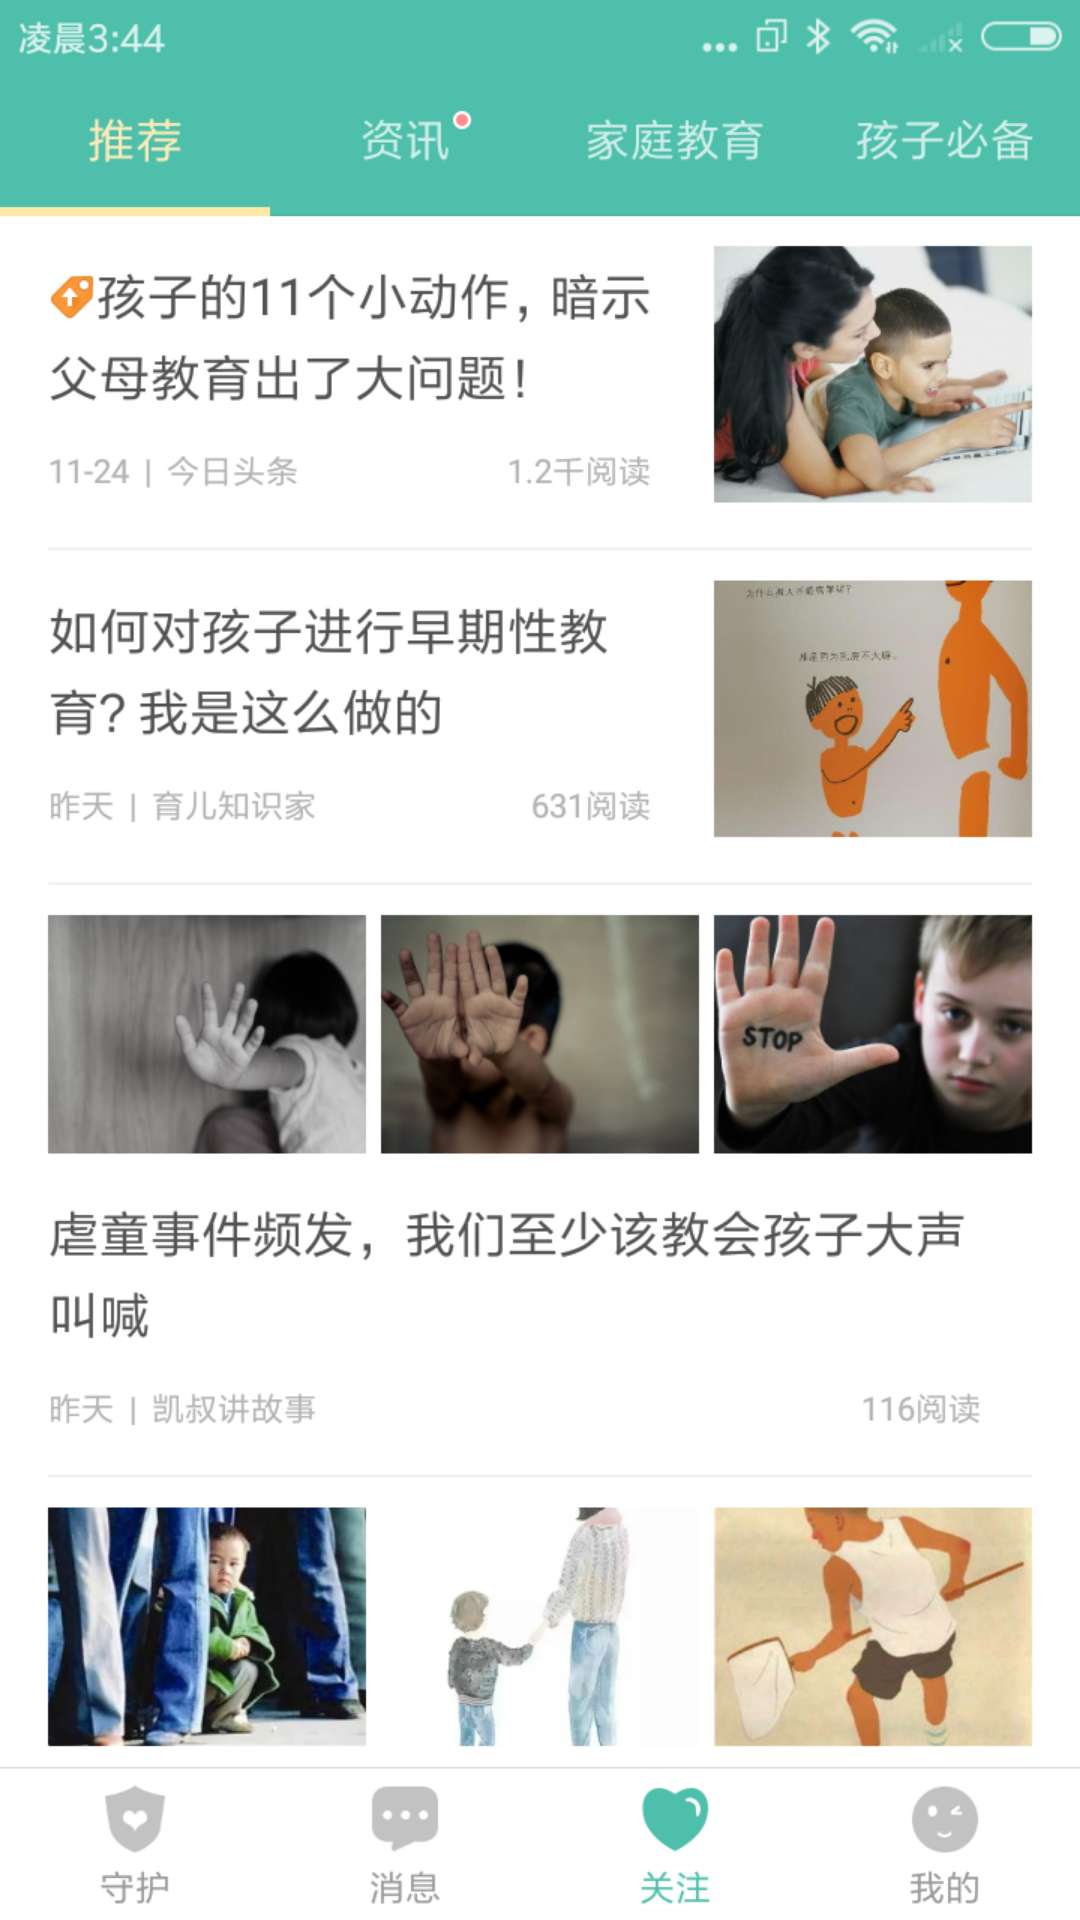 凌晨3:44
推荐
资讯
家庭教育
孩子必备
孩子的11个小动作，暗示
父母教育出了大问题！
11-24 | 今日头条
1.2千阅读
如何对孩子进行早期性教
育？我是这么做的
昨天 | 育儿知识家
631阅读
STOP
虐童事件频发，我们至少该教会孩子大声
叫喊
昨天 | 凯叔讲故事
116阅读
守护
消息
关注
我的